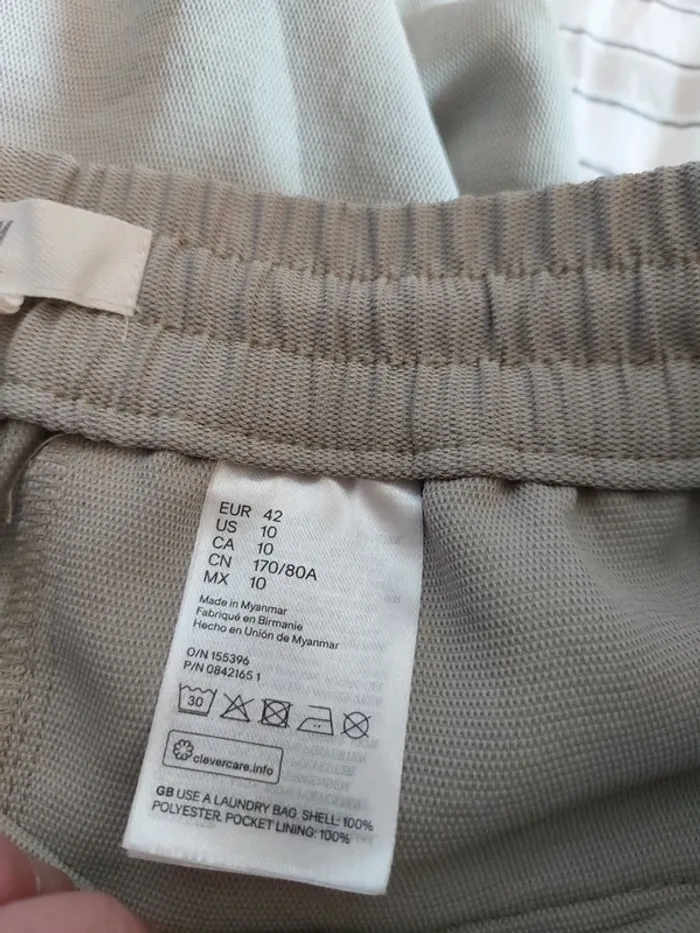 EUR 42
US 10
CA 10
CN 170/80A
MX 10
Made in Myanmar
Fabriqué en Birmanie
Hecho en Unión de Myanmar
O/N 155396
P/N 0842165 1
30
clevercare.info
GB USE A LAUNDRY BAG SHELL: 100%
POLYESTER. POCKET LINING: 100%